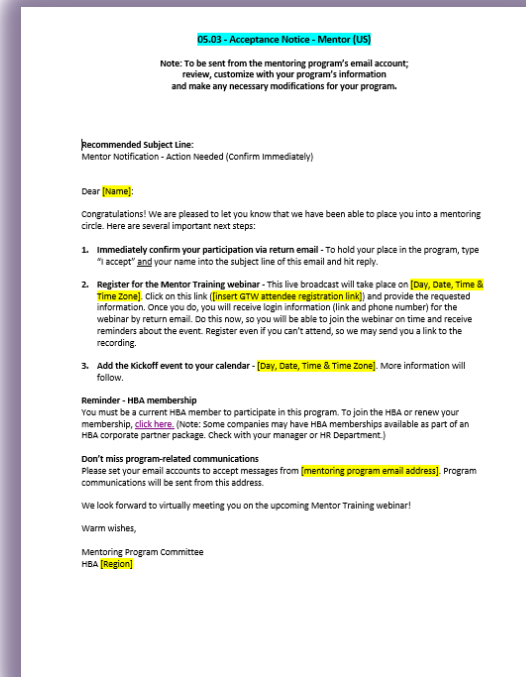 05.03 - Acceptance Notice - Mentor (US)
Note: To be sent from the mentoring program's email account;
review, customize with your program's information
and make any necessary modifications for your program.
Recommended Subject Line:
Mentor Notification - Action Needed (Confirm Immediately)
Dear [Name]:
Congratulations! We are pleased to let you know that we have been able to place you into a mentoring
circle. Here are several important next steps:
1. Immediately confirm your participation via return email - To hold your place in the program, type
"I accept" and your name into the subject line of this email and hit reply.
2. Register for the Mentor Training webinar - This live broadcast will take place on [Day, Date, Time &
Time Zone]. Click on this link ([insert GTW attendee registration link]) and provide the requested
information. Once you do, you will receive login information (link and phone number) for the
webinar by return email. Do this now, so you will be able to join the webinar on time and receive
reminders about the event. Register even if you can't attend, so we may send you a link to the
recording.
3. Add the Kickoff event to your calendar - [Day, Date, Time & Time Zone]. More information will
follow.
Reminder - HBA membership
You must be a current HBA member to participate in this program. To join the HBA or renew your
membership, click here. (Note: Some companies may have HBA memberships available as part of an
HBA corporate partner package. Check with your manager or HR Department.)
Don't miss program-related communications
Please set your email accounts to accept messages from [mentoring program email address]. Program
communications will be sent from this address.
We look forward to virtually meeting you on the upcoming Mentor Training webinar!
Warm wishes,
Mentoring Program Committee
HBA [Region]